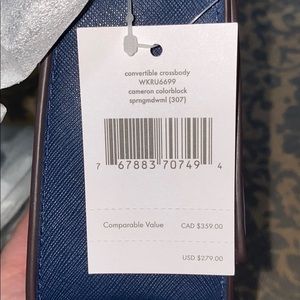 convertible crossbody
WKRU6699
cameron colorblock
sprngmdwml (307)
7 67883 70749 4
Comparable Value CAD $359.00
USD $279.00